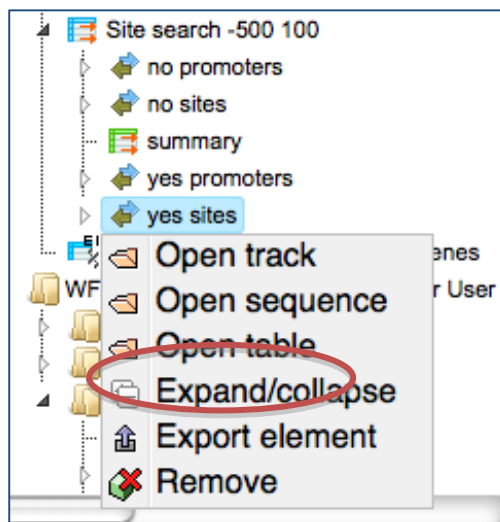 Site search -500 100
no promoters
no sites
summary
yes promoters
yes sites
Open track
Open sequence
Open table
Expand/collapse
Export element
Remove
enes
WF
r User